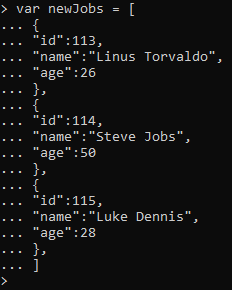 > var newJobs = [
... {
... "id":113,
... "name":"Linus Torvaldo",
... "age":26
... },
... {
... "id":114,
... "name":"Steve Jobs",
... "age":50
... },
... {
... "id":115,
... "name":"Luke Dennis",
... "age":28
... },
... ]
>